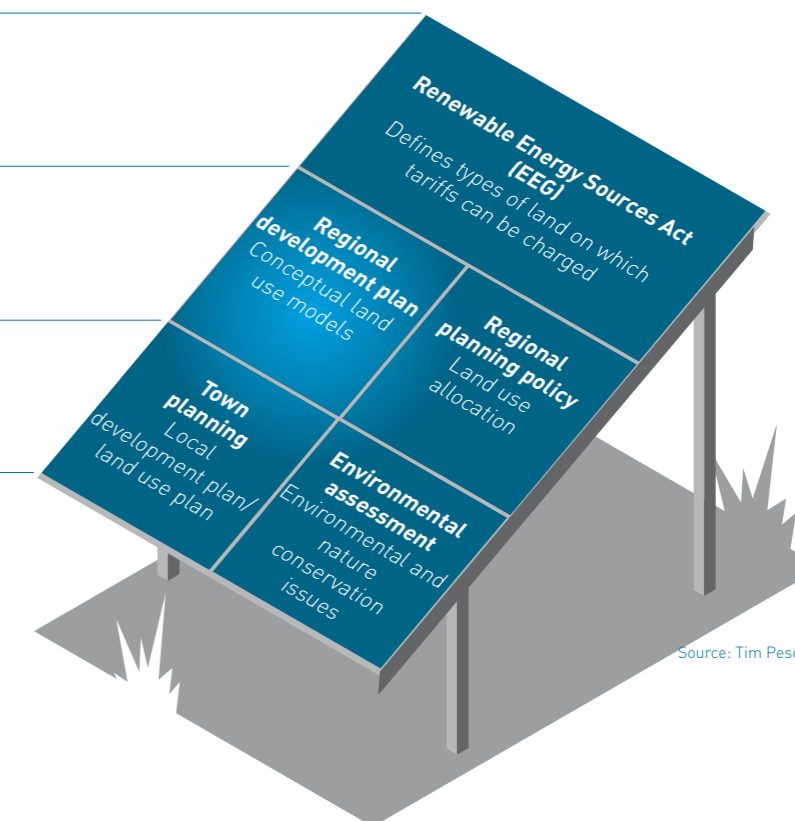 Renewable Energy Sources Act
(EEG)
Defines types of land on which
tariffs can be charged
Regional
development plan
Conceptual land
use models
Regional
planning policy
Land use
allocation
Town
planning
Local
development plan/
land use plan
Environmental
assessment
Environmental and
nature
conservation
issues
Source: Tim